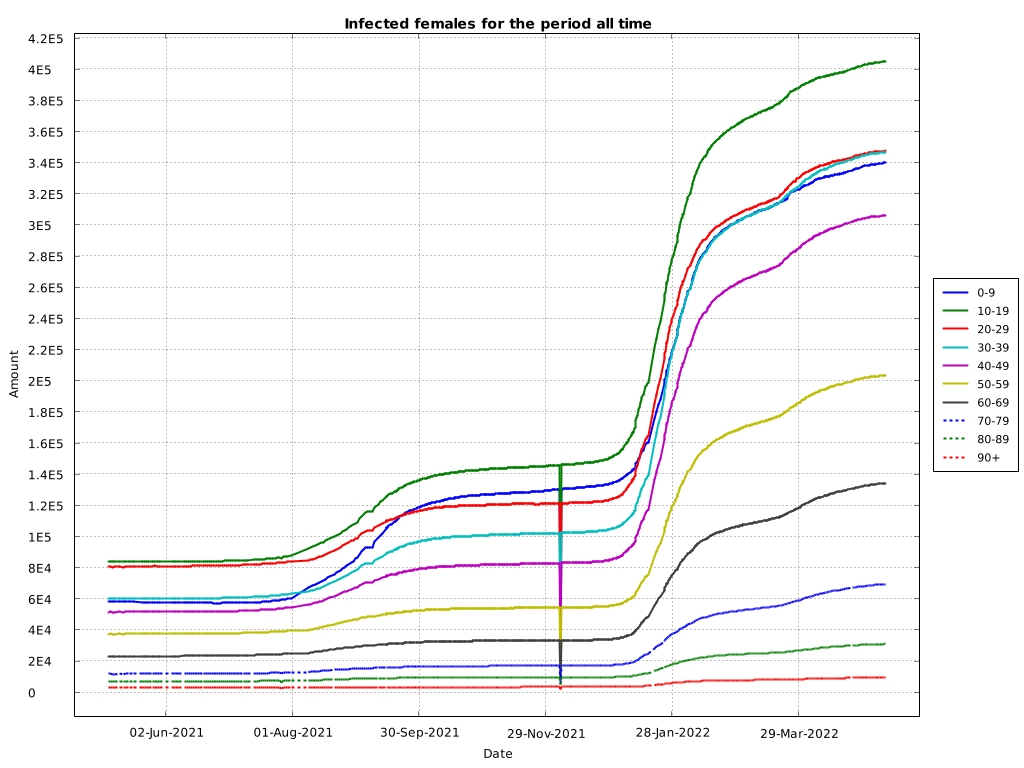 Infected females for the period all time
4.2E5
4E5
3.8E5
3.6E5
3.4E5
3.2E5
3E5
2.8E5
2.6E5
2.4E5
2.2E5
2E5
1.8E5
1.6E5
1.4E5
1.2E5
1E5
8E4
6E4
4E4
2E4
0
Amount
02-Jun-2021
01-Aug-2021
30-Sep-2021
29-Nov-2021
28-Jan-2022
29-Mar-2022
Date
0-9
10-19
20-29
30-39
40-49
50-59
60-69
70-79
80-89
90+